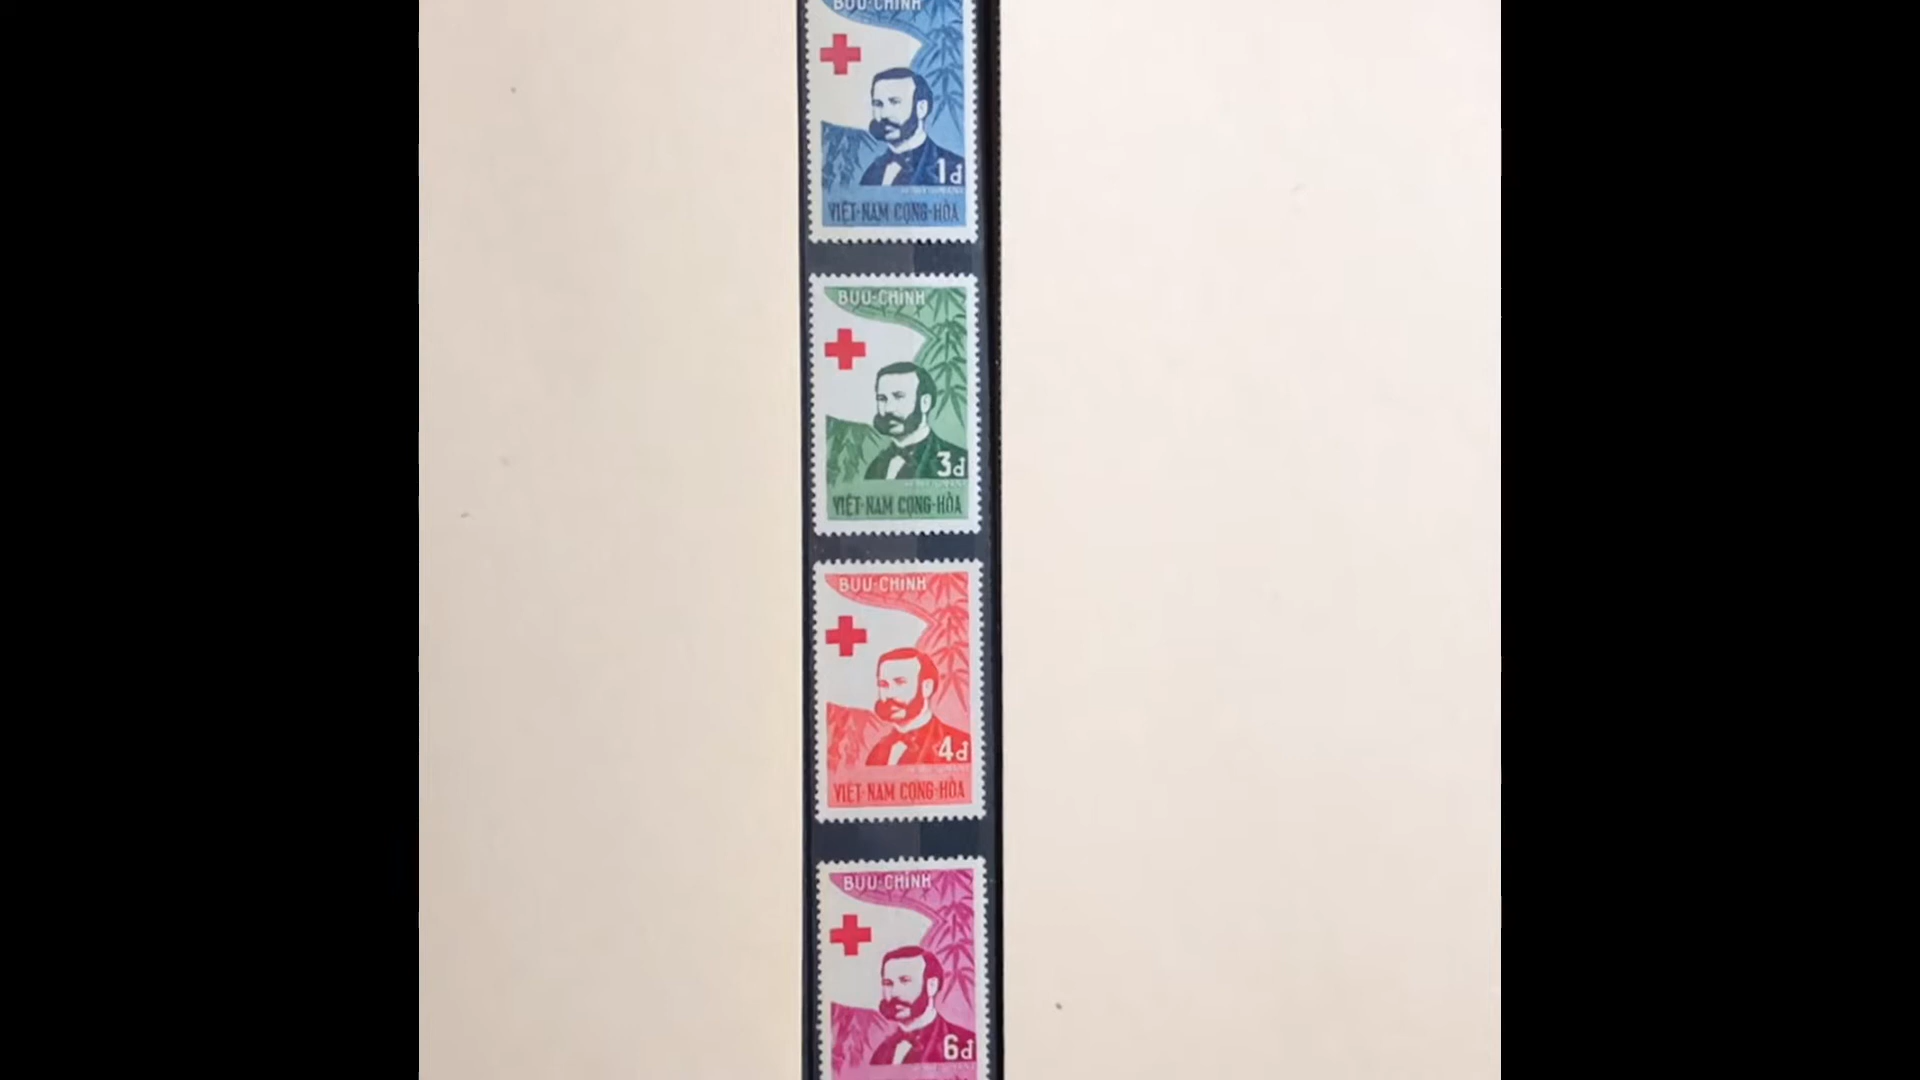 BƯU-CHÍNH
1đ
VIỆT-NAM CỘNG-HÒA
BƯU-CHÍNH
3đ
VIỆT-NAM CỘNG-HÒA
BƯU-CHÍNH
4đ
VIỆT-NAM CỘNG-HÒA
BƯU-CHÍNH
6đ